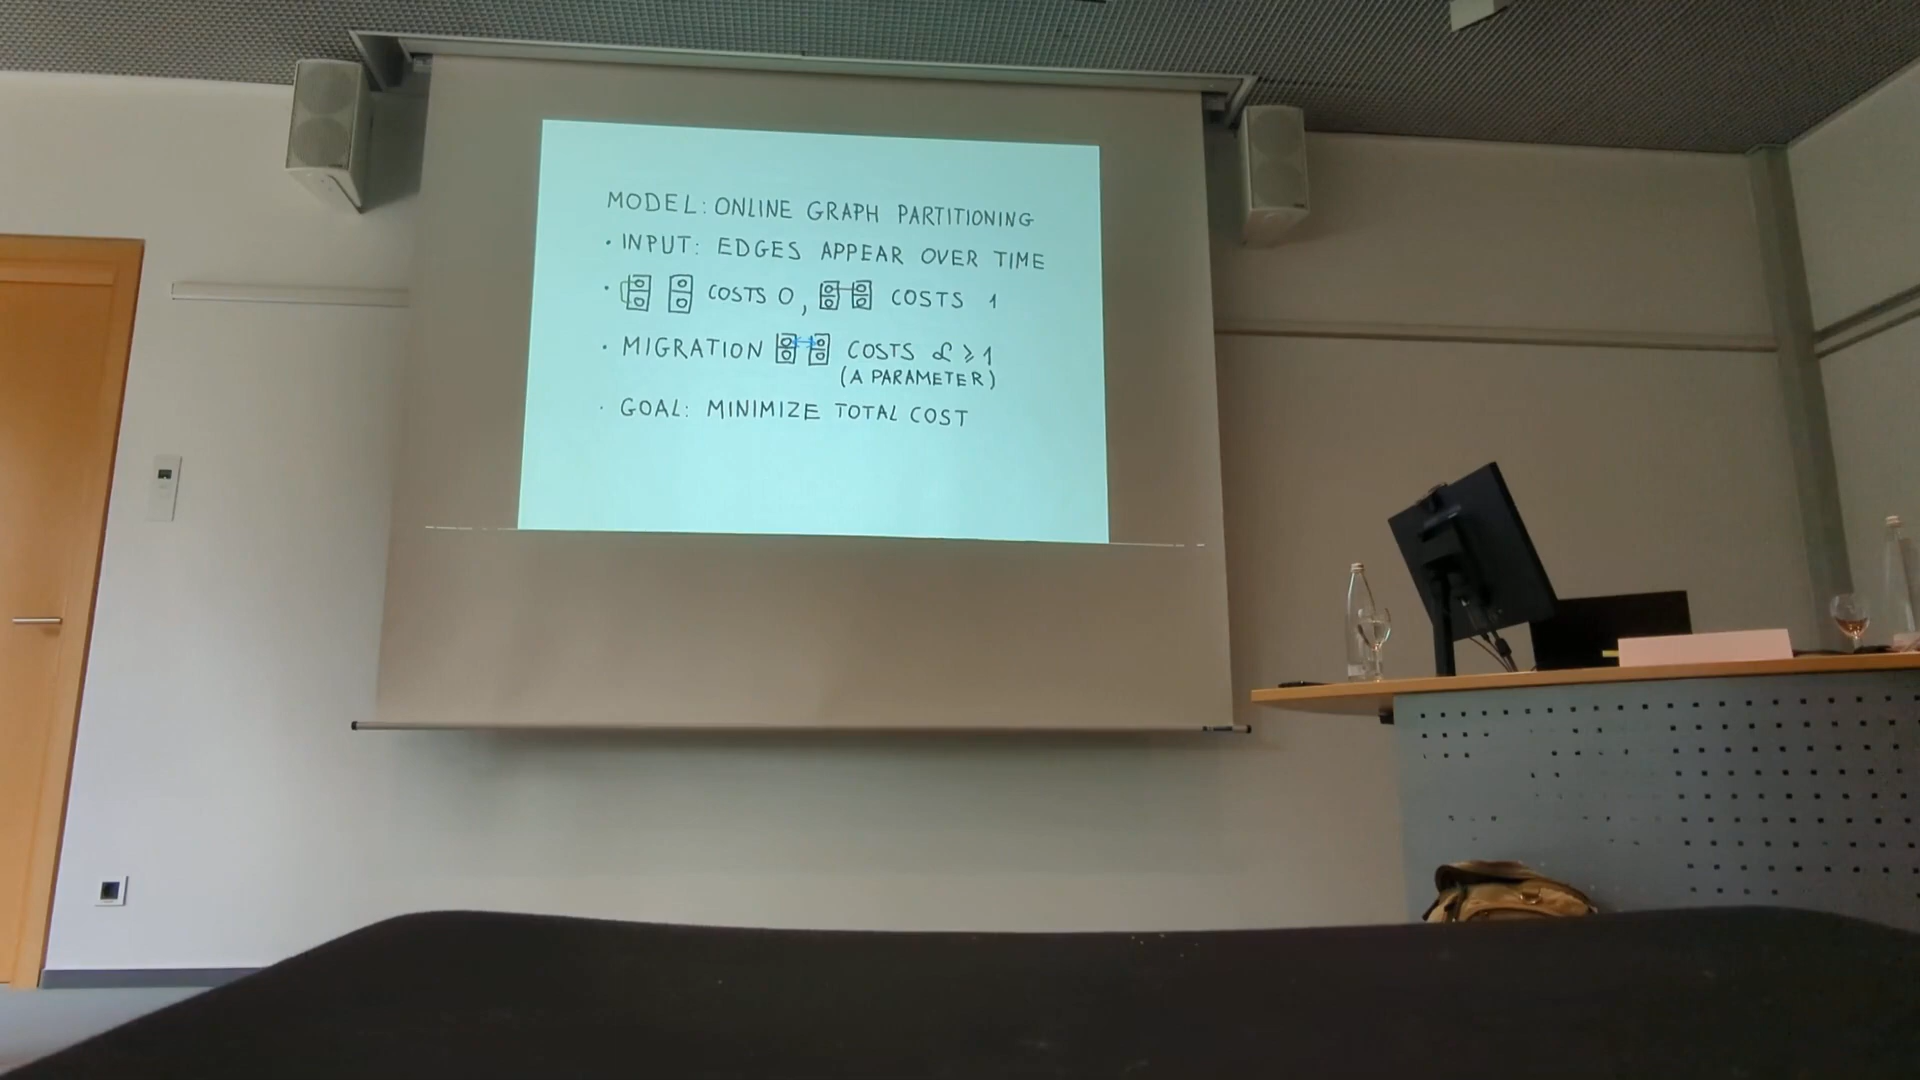 MODEL: ONLINE GRAPH PARTITIONING
• INPUT: EDGES APPEAR OVER TIME
• COSTS 0, COSTS 1
• MIGRATION COSTS α ⩾ 1
(A PARAMETER)
• GOAL: MINIMIZE TOTAL COST